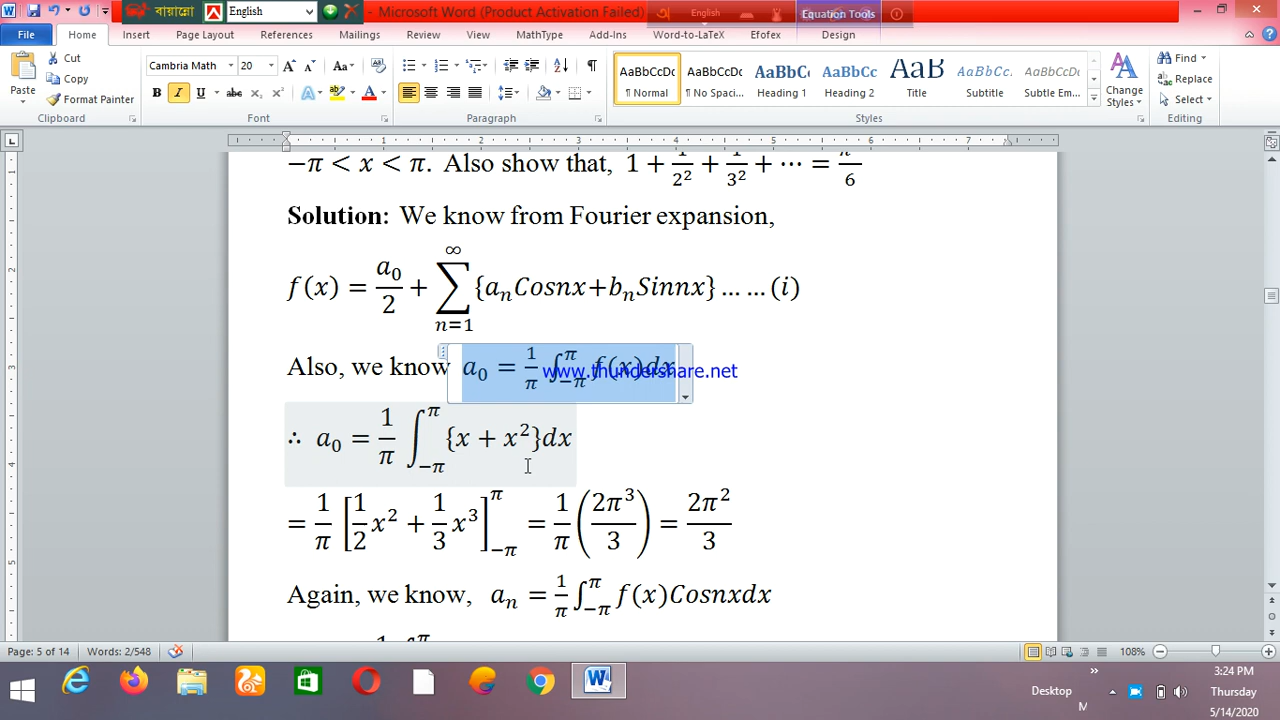 বায়ান্নো English - Microsoft Word (Product Activation Failed) English Equation Tools
File Home Insert Page Layout References Mailings Review View MathType Add-Ins Word-to-LaTeX Efofex Design
Paste Cut Copy Format Painter
Cambria Math 20
AaBbCcDc AaBbCcDc AaBbCc AaBbCc AaB AaBbCcL AaBbCcDc
¶ Normal ¶ No Spaci... Heading 1 Heading 2 Title Subtitle Subtle Em...
Change Styles
Find Replace Select
Clipboard Font Paragraph Styles Editing
−π < x < π. Also show that, 1 + 1/2² + 1/3² + ⋯ = π²/6
Solution: We know from Fourier expansion,
f(x) = a₀/2 + ∑_{n=1}^{∞} {aₙCosnx+bₙSinnx} … … (i)
Also, we know a₀ = 1/π ∫_{−π}^{π} f(x)dx
www.thundershare.net
∴ a₀ = 1/π ∫_{−π}^{π} {x + x²}dx
= 1/π [1/2 x² + 1/3 x³]_{−π}^{π} = 1/π (2π³/3) = 2π²/3
Again, we know, aₙ = 1/π ∫_{−π}^{π} f(x)Cosnxdx
Page: 5 of 14 Words: 2/548 108%
Desktop
M
3:24 PM
Thursday
5/14/2020